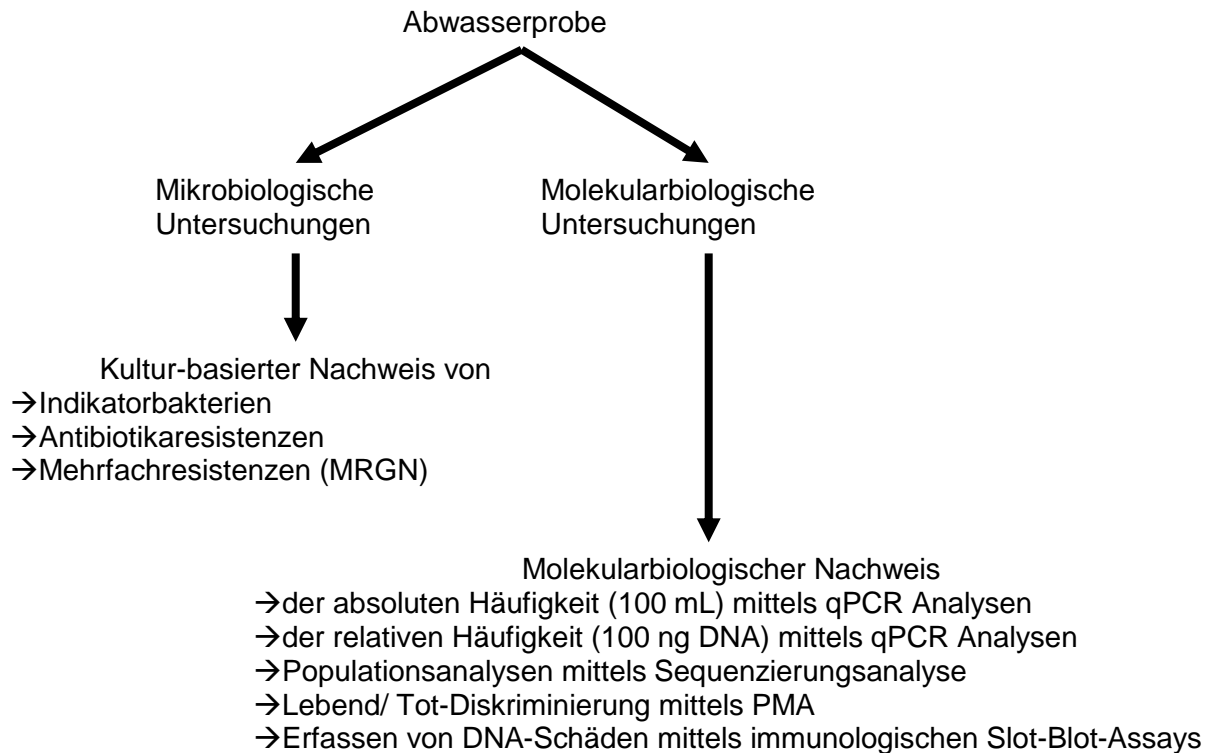 Abwasserprobe
Mikrobiologische
Untersuchungen
Molekularbiologische
Untersuchungen
Kultur-basierter Nachweis von
→Indikatorbakterien
→Antibiotikaresistenzen
→Mehrfachresistenzen (MRGN)
Molekularbiologischer Nachweis
→der absoluten Häufigkeit (100 mL) mittels qPCR Analysen
→der relativen Häufigkeit (100 ng DNA) mittels qPCR Analysen
→Populationsanalysen mittels Sequenzierungsanalyse
→Lebend/ Tot-Diskriminierung mittels PMA
→Erfassen von DNA-Schäden mittels immunologischen Slot-Blot-Assays